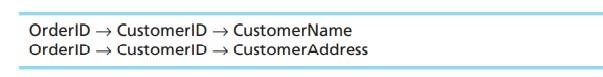 OrderID → CustomerID → CustomerName
OrderID → CustomerID → CustomerAddress